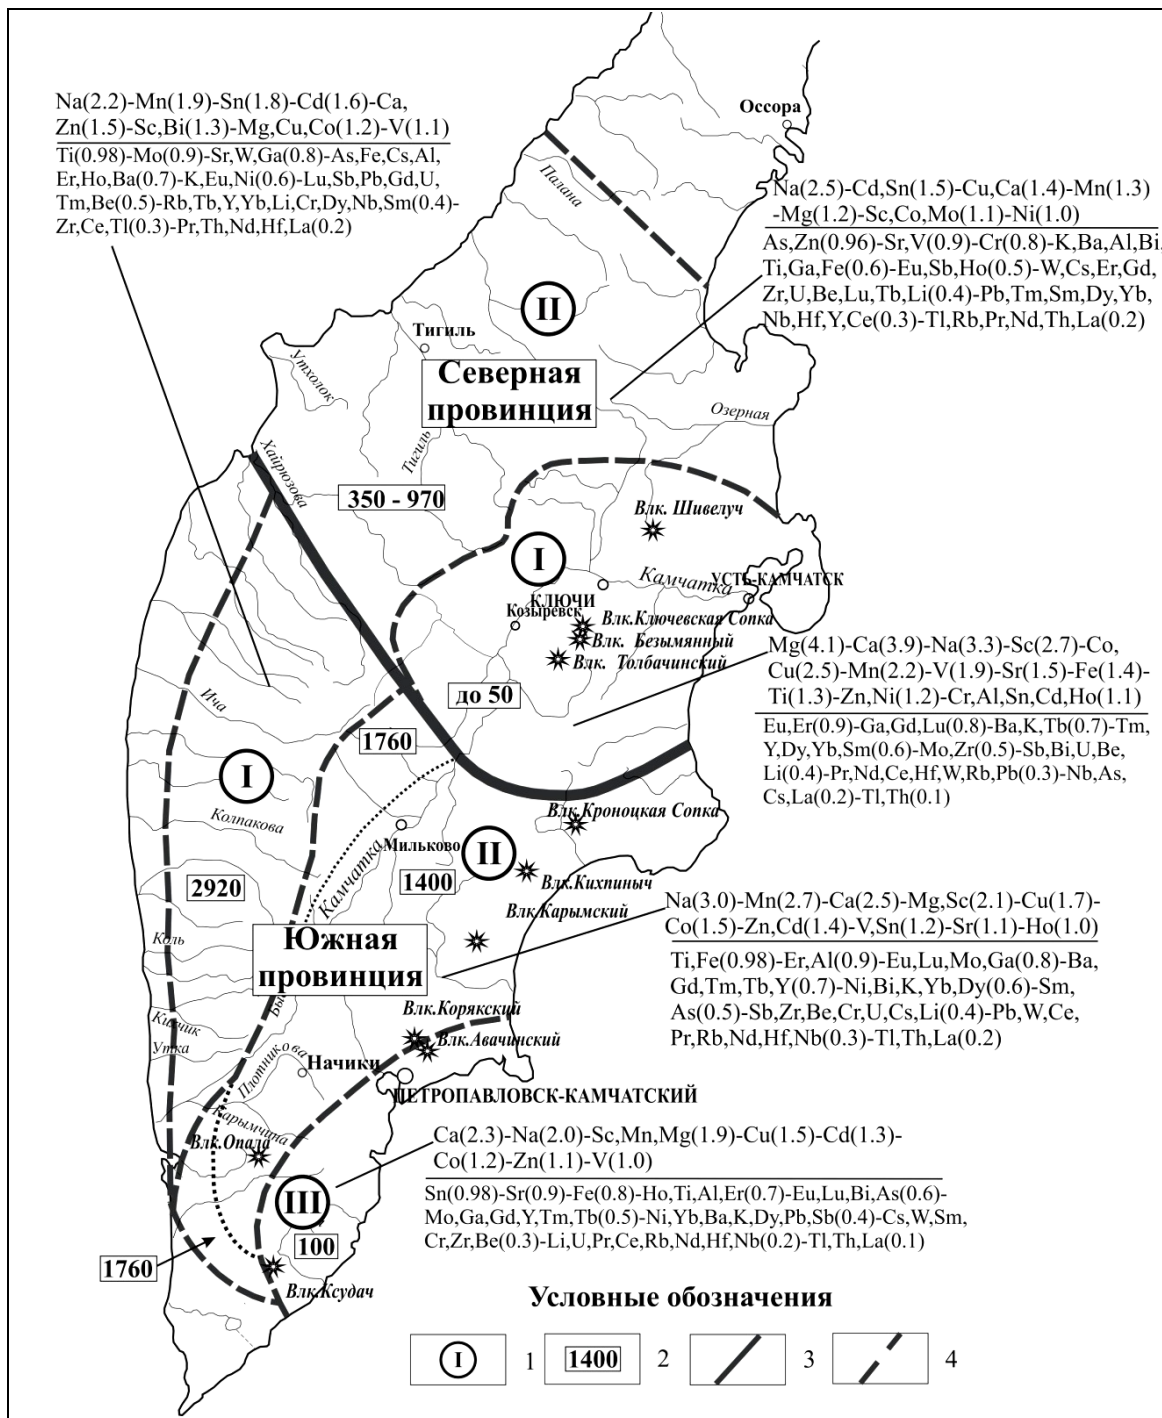 Na(2.2)-Mn(1.9)-Sn(1.8)-Cd(1.6)-Ca,
Zn(1.5)-Sc,Bi(1.3)-Mg,Cu,Co(1.2)-V(1.1)
Ti(0.98)-Mo(0.9)-Sr,W,Ga(0.8)-As,Fe,Cs,Al,
Er,Ho,Ba(0.7)-K,Eu,Ni(0.6)-Lu,Sb,Pb,Gd,U,
Tm,Be(0.5)-Rb,Tb,Y,Yb,Li,Cr,Dy,Nb,Sm(0.4)-
Zr,Ce,Tl(0.3)-Pr,Th,Nd,Hf,La(0.2)
Оссора
Палана
Na(2.5)-Cd,Sn(1.5)-Cu,Ca(1.4)-Mn(1.3)
-Mg(1.2)-Sc,Co,Mo(1.1)-Ni(1.0)
As,Zn(0.96)-Sr,V(0.9)-Cr(0.8)-K,Ba,Al,Bi,
Ti,Ga,Fe(0.6)-Eu,Sb,Ho(0.5)-W,Cs,Er,Gd,
Zr,U,Be,Lu,Tb,Li(0.4)-Pb,Tm,Sm,Dy,Yb,
Nb,Hf,Y,Ce(0.3)-Tl,Rb,Pr,Nd,Th,La(0.2)
II
Тигиль
Утхолок
Северная
провинция
Озерная
Тигиль
Хайрюзова
350 - 970
Влк. Шивелуч
I
Камчатка
УСТЬ-КАМЧАТСК
КЛЮЧИ
Козыревск
Влк.Ключевская Сопка
Влк. Безымянный
Влк. Толбачинский
Mg(4.1)-Ca(3.9)-Na(3.3)-Sc(2.7)-Co,
Cu(2.5)-Mn(2.2)-V(1.9)-Sr(1.5)-Fe(1.4)-
Ti(1.3)-Zn,Ni(1.2)-Cr,Al,Sn,Cd,Ho(1.1)
Eu,Er(0.9)-Ga,Gd,Lu(0.8)-Ba,K,Tb(0.7)-Tm,
Y,Dy,Yb,Sm(0.6)-Mo,Zr(0.5)-Sb,Bi,U,Be,
Li(0.4)-Pr,Nd,Ce,Hf,W,Rb,Pb(0.3)-Nb,As,
Cs,La(0.2)-Tl,Th(0.1)
Ича
до 50
1760
I
Колпакова
Влк.Кроноцкая Сопка
Мильково
II
Камчатка
1400
2920
Влк.Кихпиныч
Влк.Карымский
Na(3.0)-Mn(2.7)-Ca(2.5)-Mg,Sc(2.1)-Cu(1.7)-
Co(1.5)-Zn,Cd(1.4)-V,Sn(1.2)-Sr(1.1)-Ho(1.0)
Ti,Fe(0.98)-Er,Al(0.9)-Eu,Lu,Mo,Ga(0.8)-Ba,
Gd,Tm,Tb,Y(0.7)-Ni,Bi,K,Yb,Dy(0.6)-Sm,
As(0.5)-Sb,Zr,Be,Cr,U,Cs,Li(0.4)-Pb,W,Ce,
Pr,Rb,Nd,Hf,Nb(0.3)-Tl,Th,La(0.2)
Коль
Южная
провинция
Кихчик
Утка
Влк.Корякский
Влк.Авачинский
Плотникова
Начики
ПЕТРОПАВЛОВСК-КАМЧАТСКИЙ
Карымчина
Влк.Опала
Ca(2.3)-Na(2.0)-Sc,Mn,Mg(1.9)-Cu(1.5)-Cd(1.3)-
Co(1.2)-Zn(1.1)-V(1.0)
Sn(0.98)-Sr(0.9)-Fe(0.8)-Ho,Ti,Al,Er(0.7)-Eu,Lu,Bi,As(0.6)-
Mo,Ga,Gd,Y,Tm,Tb(0.5)-Ni,Yb,Ba,K,Dy,Pb,Sb(0.4)-Cs,W,Sm,
Cr,Zr,Be(0.3)-Li,U,Pr,Ce,Rb,Nd,Hf,Nb(0.2)-Tl,Th,La(0.1)
III
100
1760
Влк.Ксудач
Условные обозначения
I 1 1400 2 3 4